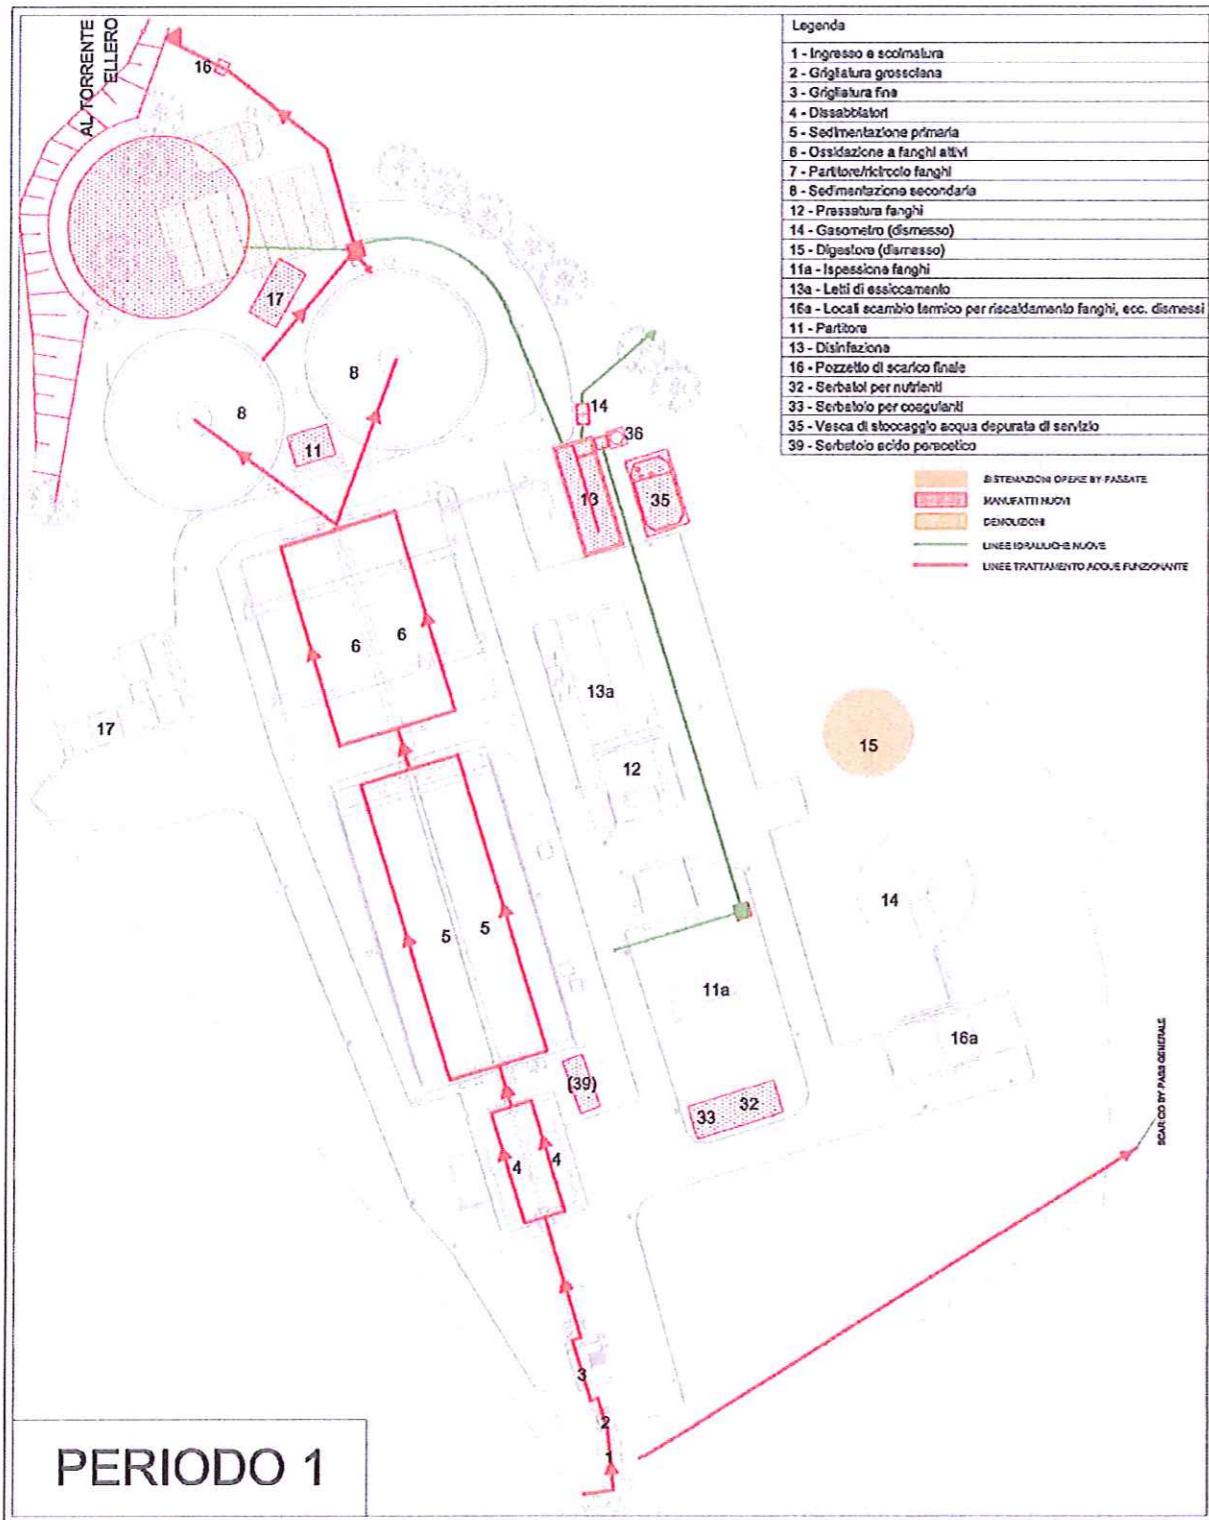 AL TORRENTE
ELLERO
Legenda
1 - Ingresso e scolmatura
2 - Grigliatura grossolana
3 - Grigliatura fine
4 - Dissabbiatori
5 - Sedimentazione primaria
6 - Ossidazione a fanghi attivi
7 - Partitore/ricircolo fanghi
8 - Sedimentazione secondaria
12 - Pressatura fanghi
14 - Gasometro (dismesso)
15 - Digestore (dismesso)
11a - Ispessione fanghi
13a - Letti di essiccamento
16a - Locali scambio termico per riscaldamento fanghi, ecc. dismessi
11 - Partitore
13 - Disinfezione
16 - Pozzetto di scarico finale
32 - Serbatoi per nutrienti
33 - Serbatoio per coagulanti
35 - Vasca di stoccaggio acqua depurata di servizio
39 - Serbatoio acido peracetico
SISTEMAZIONI OPERE BY-PASSATE
MANUFATTI NUOVI
DEMOLIZIONI
LINEE IDRAULICHE NUOVE
LINEE TRATTAMENTO ACQUE FUNZIONANTE
16
17
8
8
11
14
36
13
35
6
6
13a
17
12
15
5
5
14
11a
16a
(39)
33
32
4
4
3
2
1
SCARICO BY-PASS GENERALE
PERIODO 1